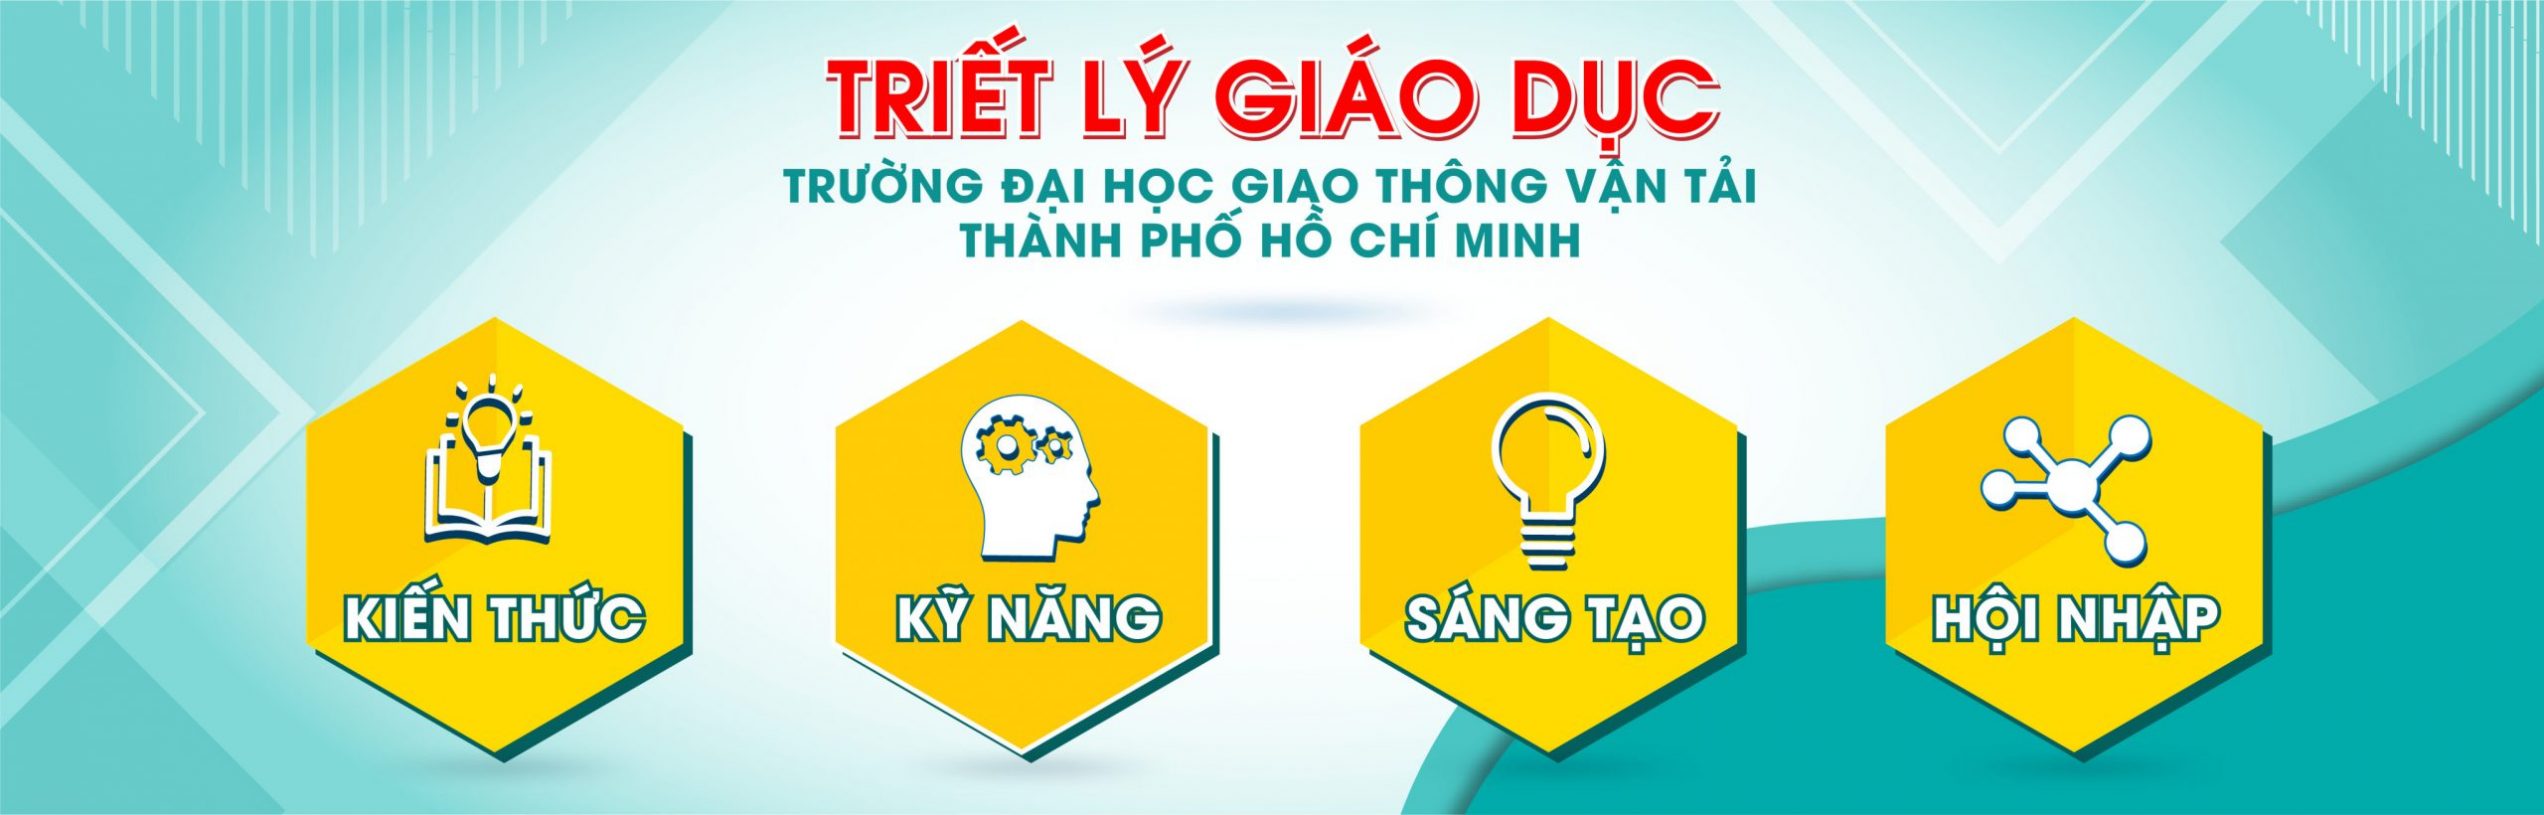 TRIẾT LÝ GIÁO DỤC
TRƯỜNG ĐẠI HỌC GIAO THÔNG VẬN TẢI
THÀNH PHỐ HỒ CHÍ MINH
KIẾN THỨC
KỸ NĂNG
SÁNG TẠO
HỘI NHẬP